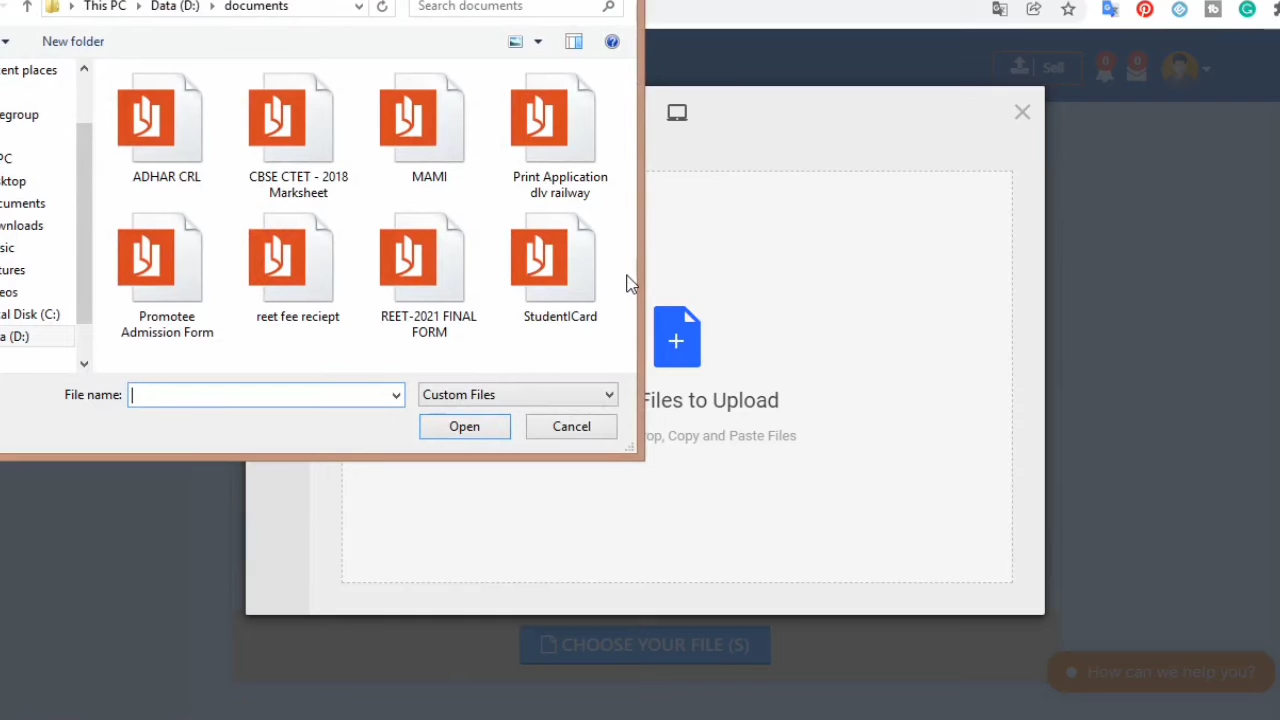 This PC
Data (D:)
documents
Search documents
New folder
ent places
egroup
PC
ktop
cuments
wnloads
sic
tures
eos
al Disk (C:)
a (D:)
ADHAR CRL
CBSE CTET - 2018
Marksheet
MAMI
Print Application
dlv railway
Promotee
Admission Form
reet fee reciept
REET-2021 FINAL
FORM
StudentICard
File name:
Custom Files
Open
Cancel
Sell
0
0
Files to Upload
op, Copy and Paste Files
CHOOSE YOUR FILE (S)
How can we help you?